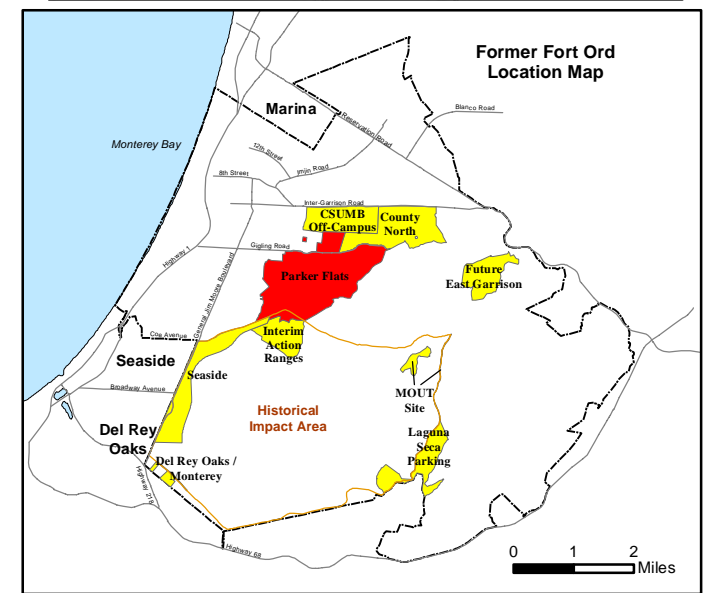 Former Fort Ord
Location Map
Marina
Blanco Road
Reservation Road
Monterey Bay
12th Street
Imjin Road
8th Street
Inter-Garrison Road
CSUMB
Off-Campus
County
North
Highway 1
Gigling Road
General Jim Moore Boulevard
Parker Flats
Future
East Garrison
Coe Avenue
Interim
Action
Ranges
Seaside
Seaside
Broadway Avenue
MOUT
Site
Historical
Impact Area
Del Rey
Oaks
Laguna
Seca
Parking
Del Rey Oaks /
Monterey
Highway 218
Highway 68
0 1 2
Miles